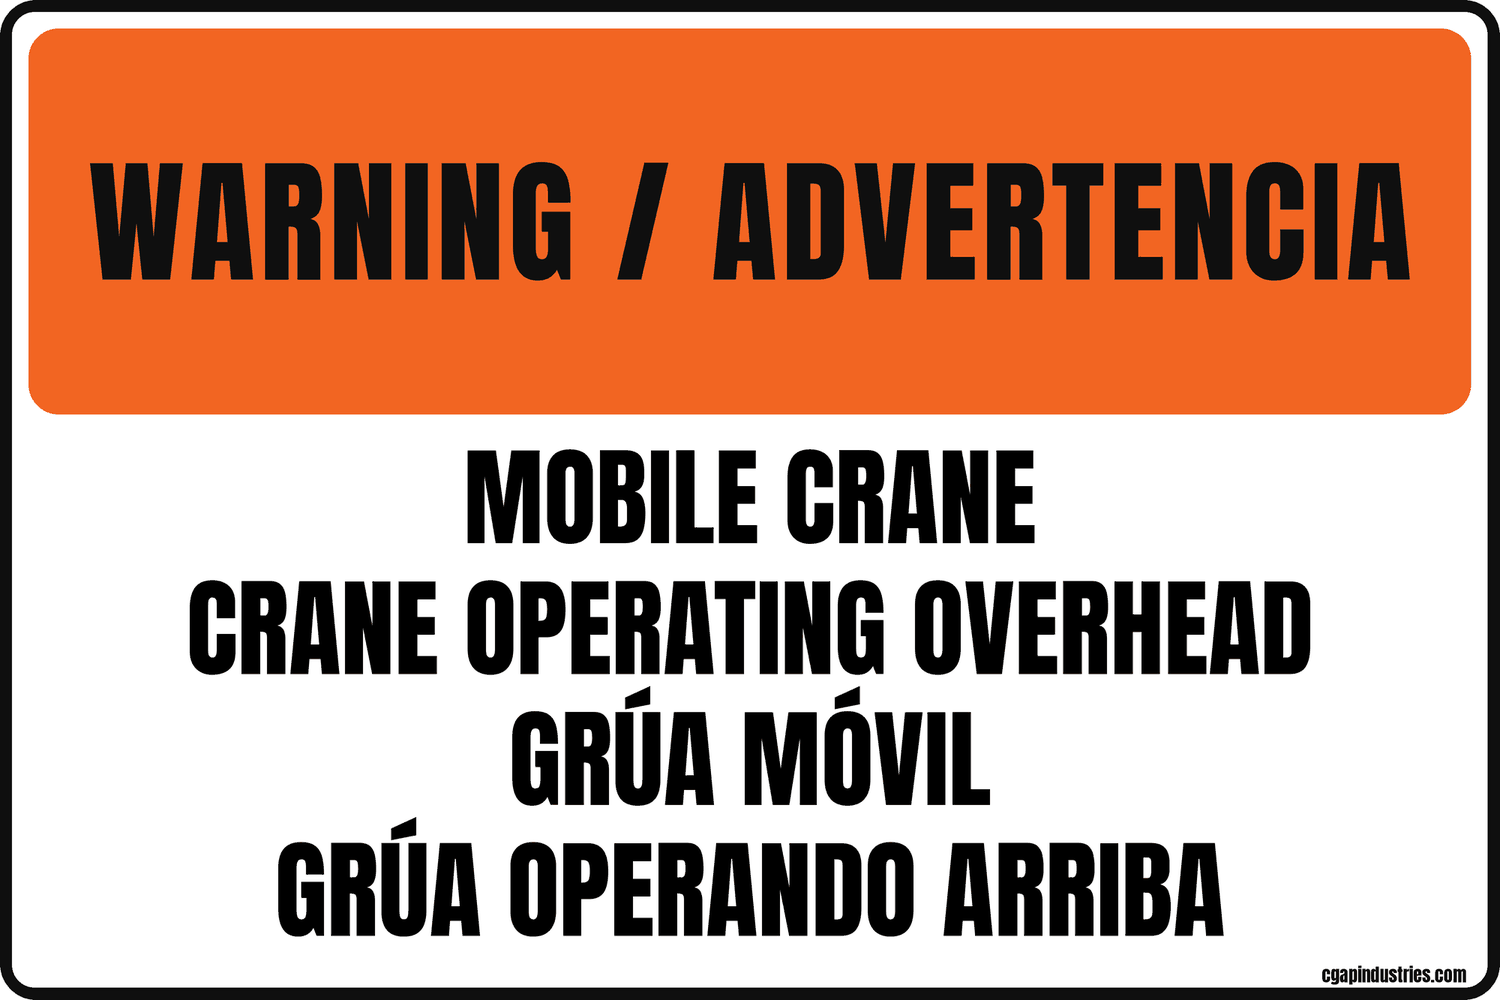 WARNING / ADVERTENCIA
MOBILE CRANE
CRANE OPERATING OVERHEAD
GRÚA MÓVIL
GRÚA OPERANDO ARRIBA
cgapindustries.com